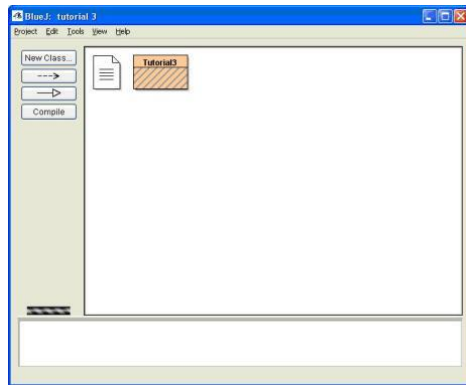 BlueJ: tutorial 3
Project Edit Tools View Help
New Class...
Tutorial3
Compile